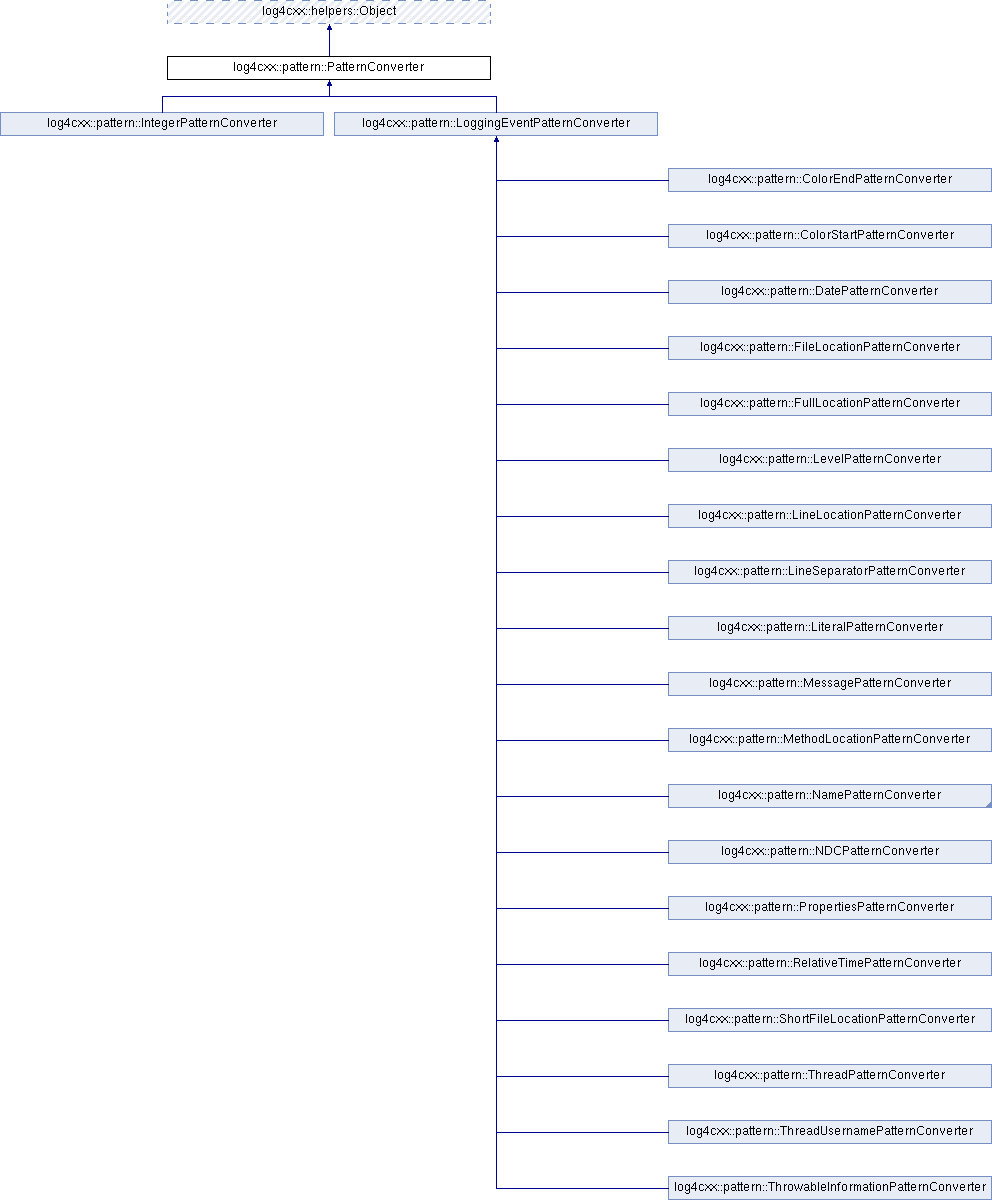 log4cxx::helpers::Object
log4cxx::pattern::PatternConverter
log4cxx::pattern::IntegerPatternConverter
log4cxx::pattern::LoggingEventPatternConverter
log4cxx::pattern::ColorEndPatternConverter
log4cxx::pattern::ColorStartPatternConverter
log4cxx::pattern::DatePatternConverter
log4cxx::pattern::FileLocationPatternConverter
log4cxx::pattern::FullLocationPatternConverter
log4cxx::pattern::LevelPatternConverter
log4cxx::pattern::LineLocationPatternConverter
log4cxx::pattern::LineSeparatorPatternConverter
log4cxx::pattern::LiteralPatternConverter
log4cxx::pattern::MessagePatternConverter
log4cxx::pattern::MethodLocationPatternConverter
log4cxx::pattern::NamePatternConverter
log4cxx::pattern::NDCPatternConverter
log4cxx::pattern::PropertiesPatternConverter
log4cxx::pattern::RelativeTimePatternConverter
log4cxx::pattern::ShortFileLocationPatternConverter
log4cxx::pattern::ThreadPatternConverter
log4cxx::pattern::ThreadUsernamePatternConverter
log4cxx::pattern::ThrowableInformationPatternConverter